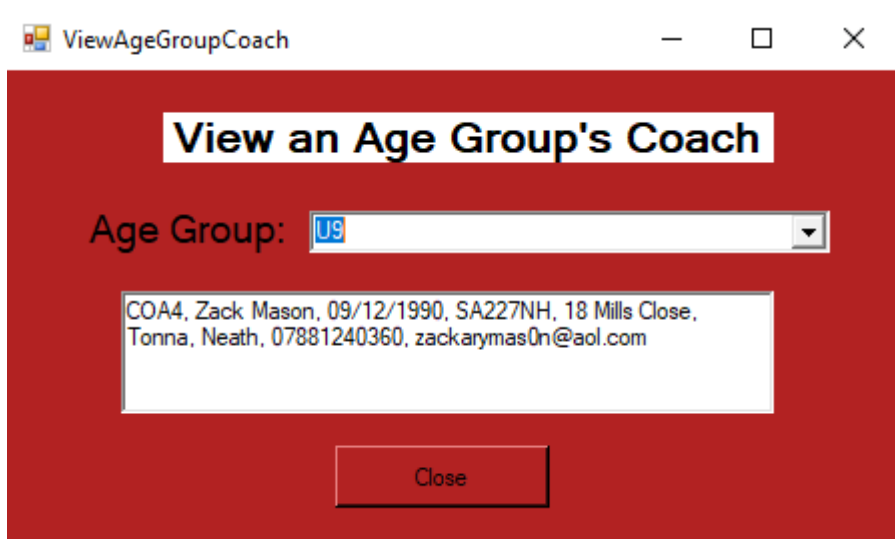 ViewAgeGroupCoach
View an Age Group's Coach
Age Group: U9
COA4, Zack Mason, 09/12/1990, SA227NH, 18 Mills Close,
Tonna, Neath, 07881240360, zackarymas0n@aol.com
Close